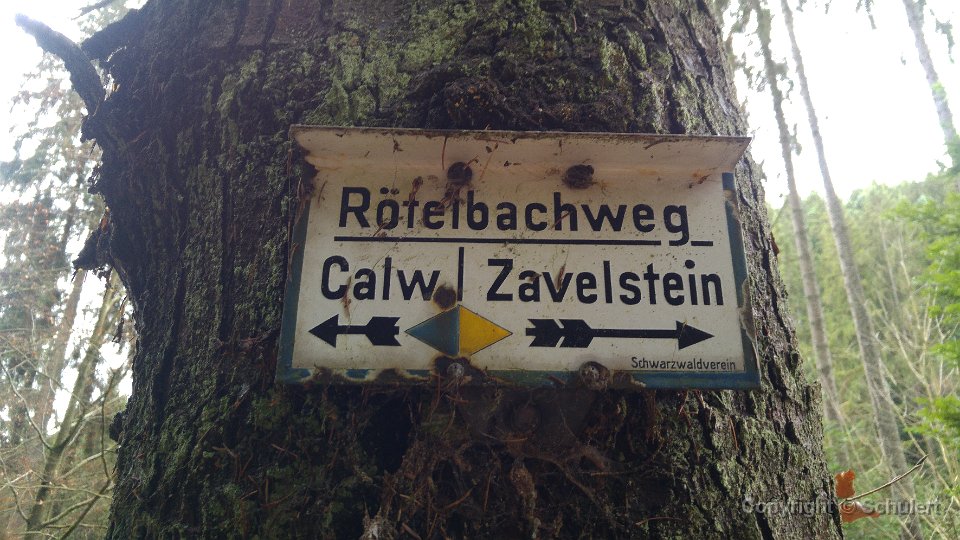 Rötelbachweg
Calw | Zavelstein
Schwarzwaldverein
Copyright © Schulert